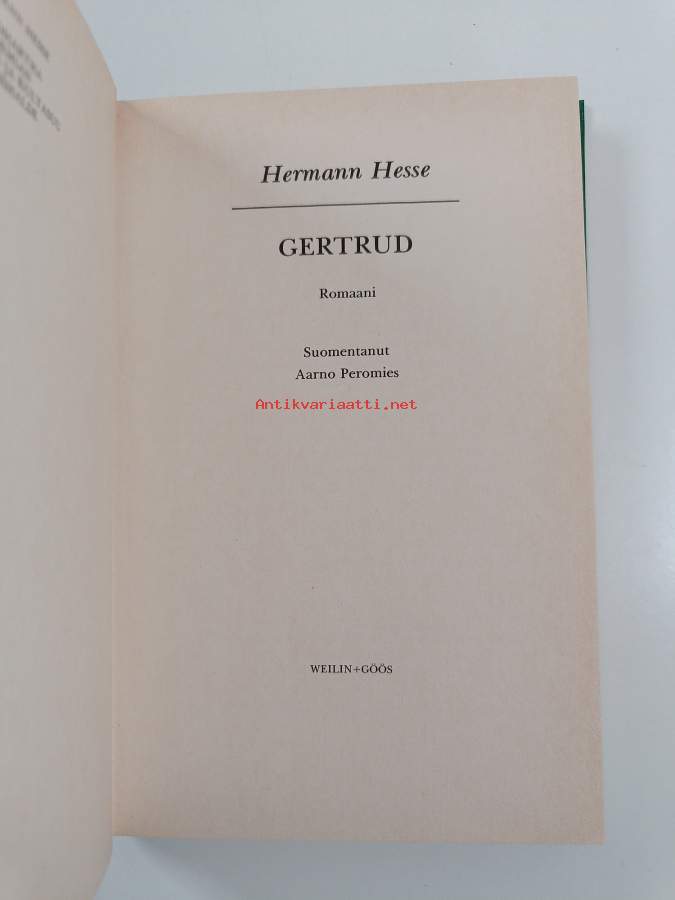 Hermann Hesse
GERTRUD
Romaani
Suomentanut
Aarno Peromies
Antikvariaatti.net
WEILIN+GÖÖS